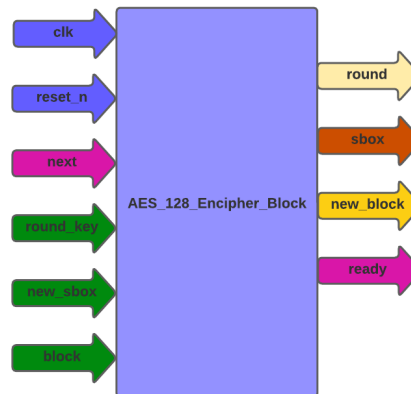 clk
reset_n
next
round_key
new_sbox
block
AES_128_Encipher_Block
round
sbox
new_block
ready